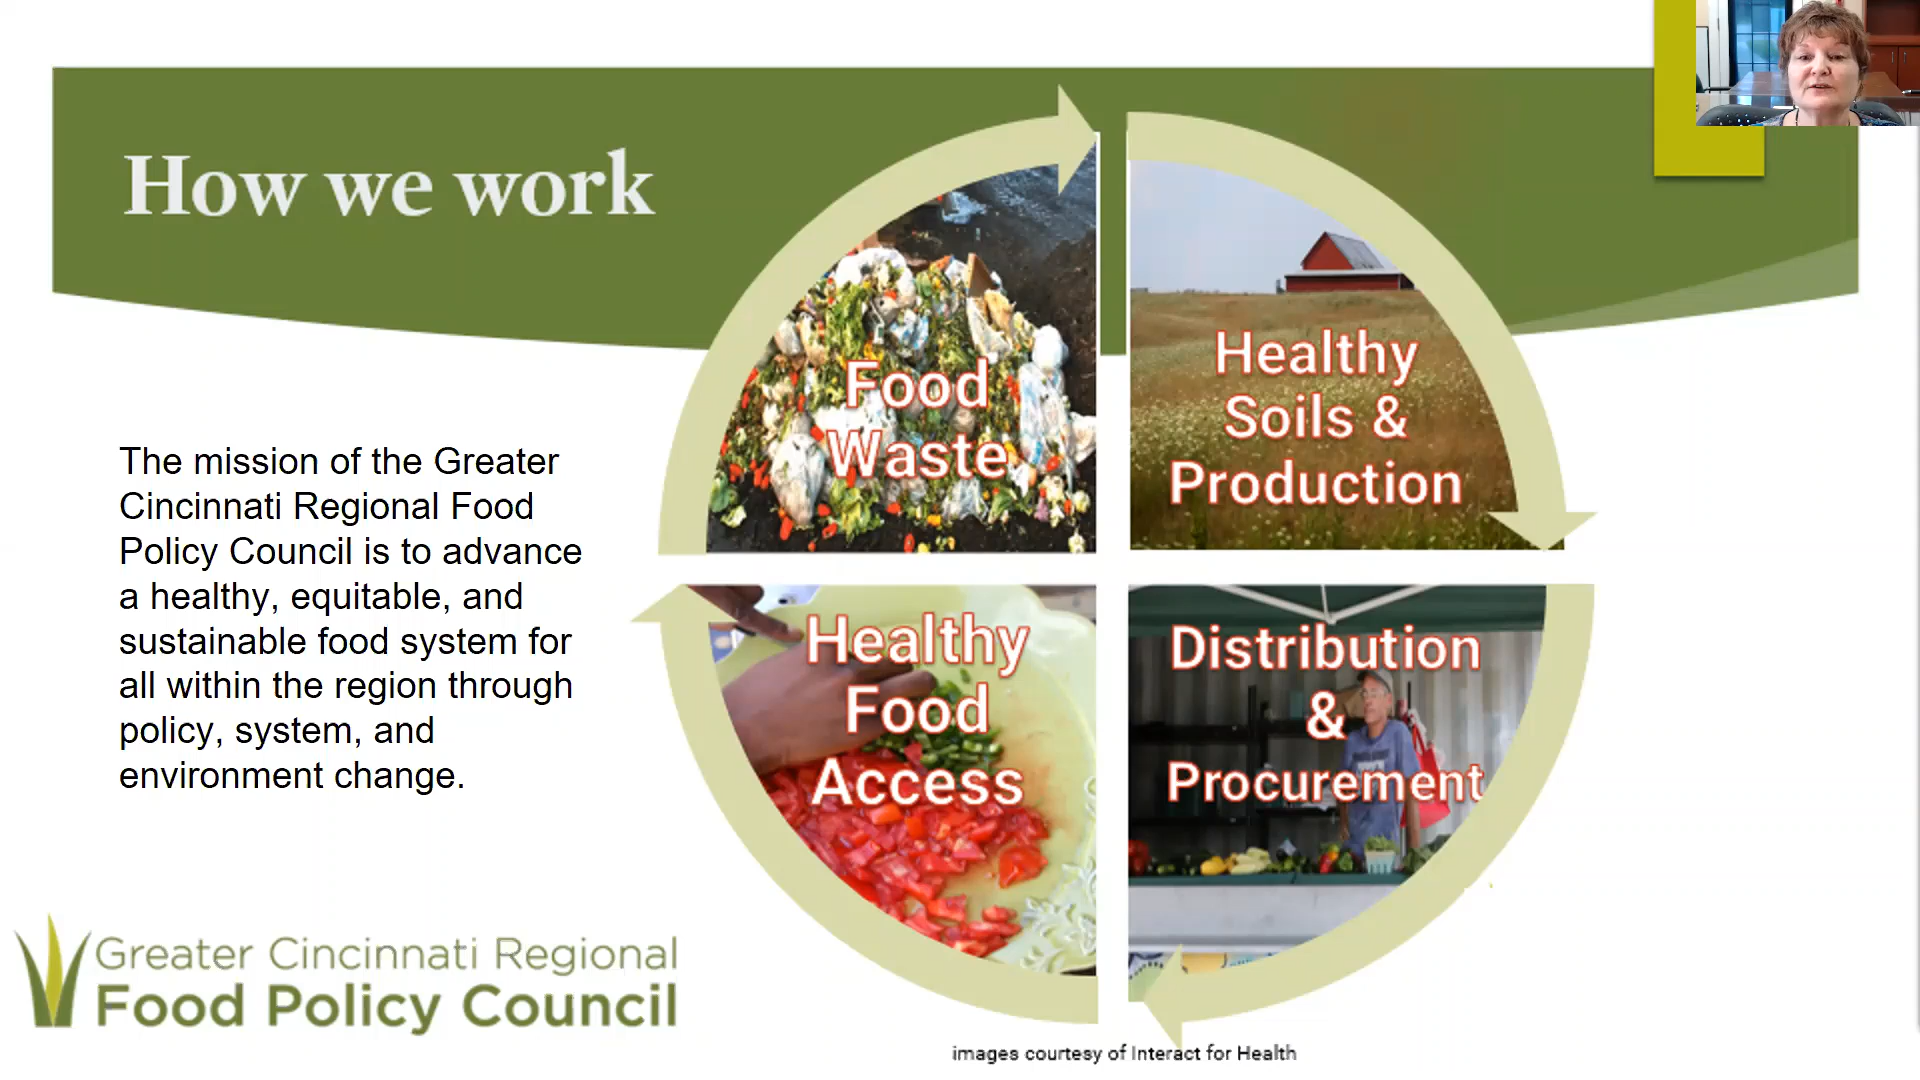 How we work
The mission of the Greater
Cincinnati Regional Food
Policy Council is to advance
a healthy, equitable, and
sustainable food system for
all within the region through
policy, system, and
environment change.
Food
Waste
Healthy
Soils &
Production
Healthy
Food
Access
Distribution
&
Procurement
Greater Cincinnati Regional
Food Policy Council
images courtesy of Interact for Health